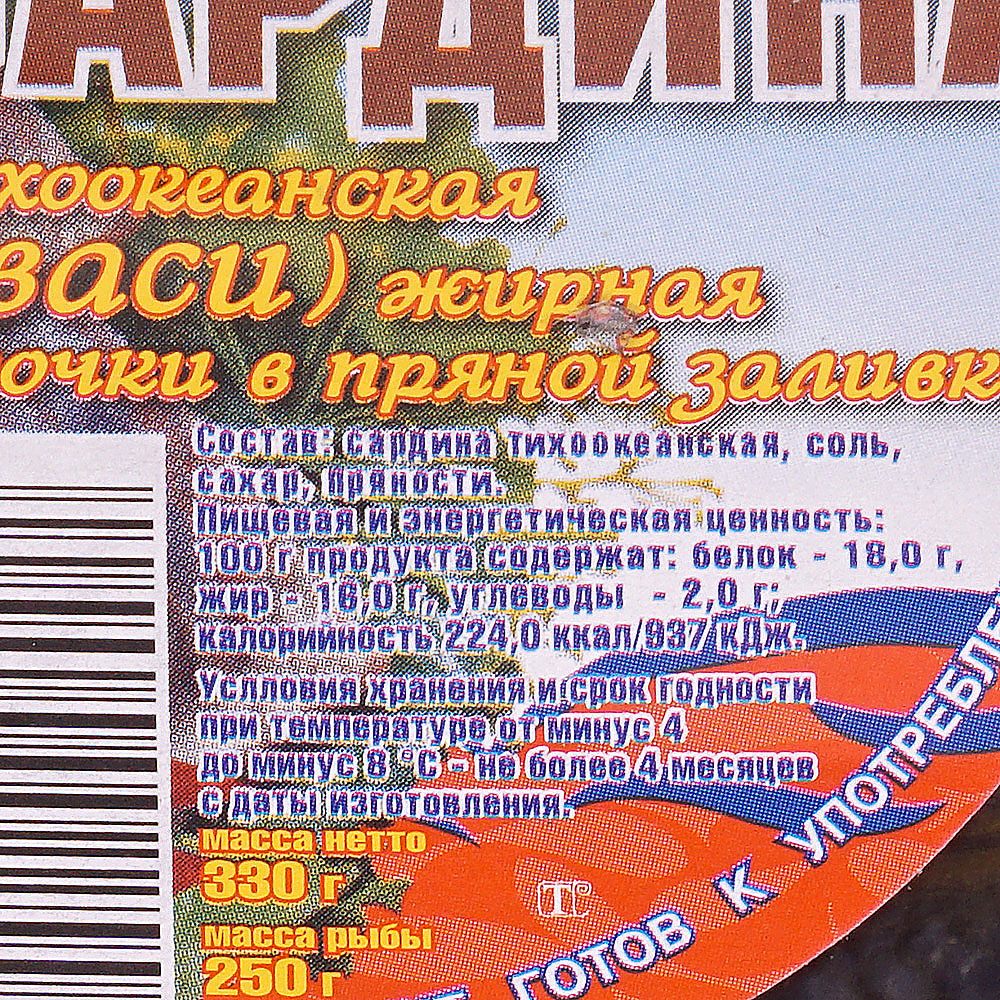 АРДИНА
хоокеанская
ВАСИ) жирная
очки в пряной заливк
Состав: сардина тихоокеанская, соль,
сахар, пряности.
Пищевая и энергетическая ценность:
100 г продукта содержат: белок - 18,0 г,
жир - 16,0 г, углеводы - 2,0 г;
калорийность 224,0 ккал/937 кДж.
Условия хранения и срок годности
при температуре от минус 4
до минус 8 °С - не более 4 месяцев
с даты изготовления.
масса нетто
330 г
масса рыбы
250 г
ГОТОВ К УПОТРЕБЛЕ